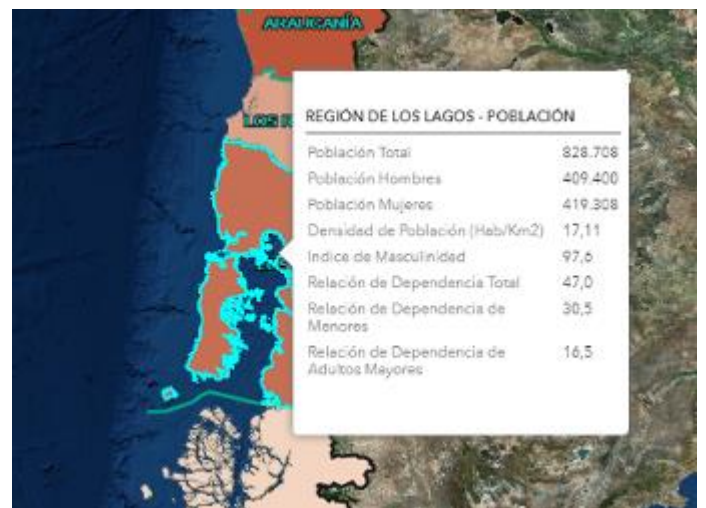 ARAUCANÍA
LOS R
REGIÓN DE LOS LAGOS - POBLACIÓN
Población Total 828.708
Población Hombres 409.400
Población Mujeres 419.308
Densidad de Población (Hab/Km2) 17,11
Indice de Masculinidad 97,6
Relación de Dependencia Total 47,0
Relación de Dependencia de 30,5
Menores
Relación de Dependencia de 16,5
Adultos Mayores